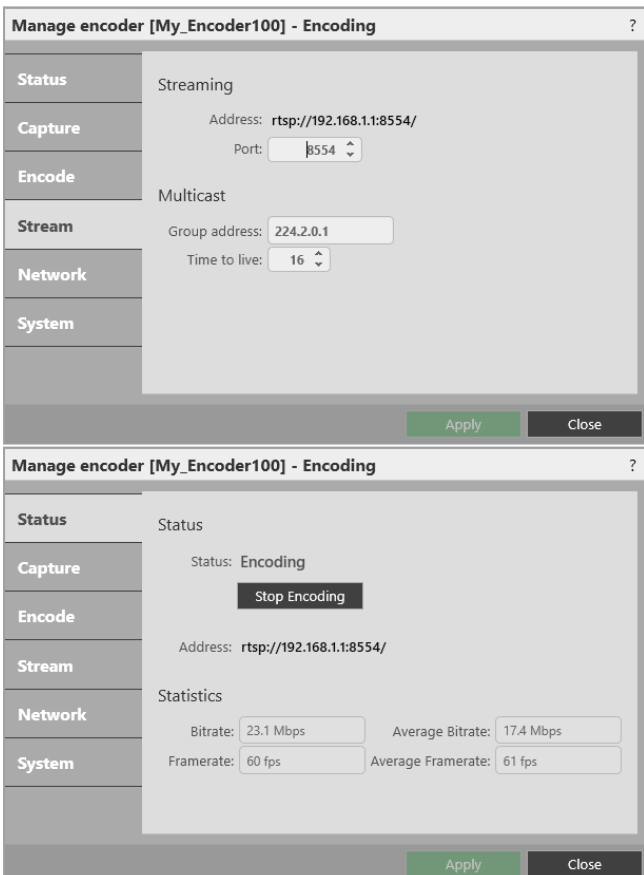 Manage encoder [My_Encoder100] - Encoding ?
Status
Capture
Encode
Stream
Network
System
Streaming
Address: rtsp://192.168.1.1:8554/
Port: 8554
Multicast
Group address: 224.2.0.1
Time to live: 16
Apply Close
Manage encoder [My_Encoder100] - Encoding ?
Status
Capture
Encode
Stream
Network
System
Status
Status: Encoding
Stop Encoding
Address: rtsp://192.168.1.1:8554/
Statistics
Bitrate: 23.1 Mbps Average Bitrate: 17.4 Mbps
Framerate: 60 fps Average Framerate: 61 fps
Apply Close